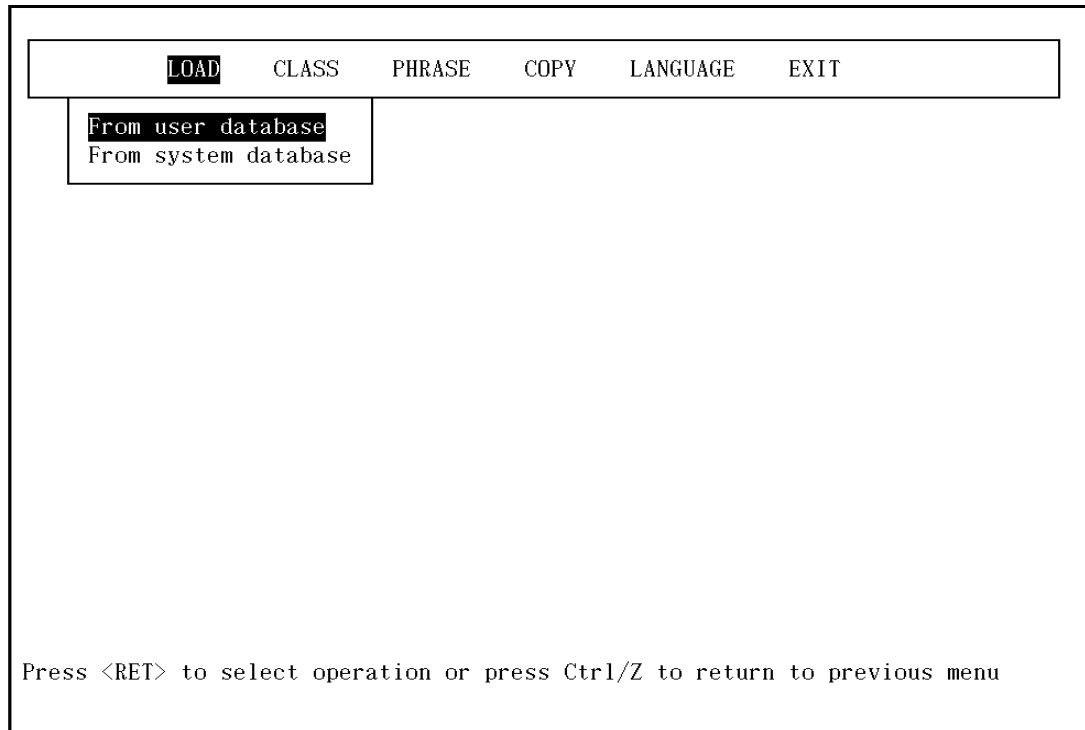 LOAD CLASS PHRASE COPY LANGUAGE EXIT
From user database
From system database
Press <RET> to select operation or press Ctrl/Z to return to previous menu